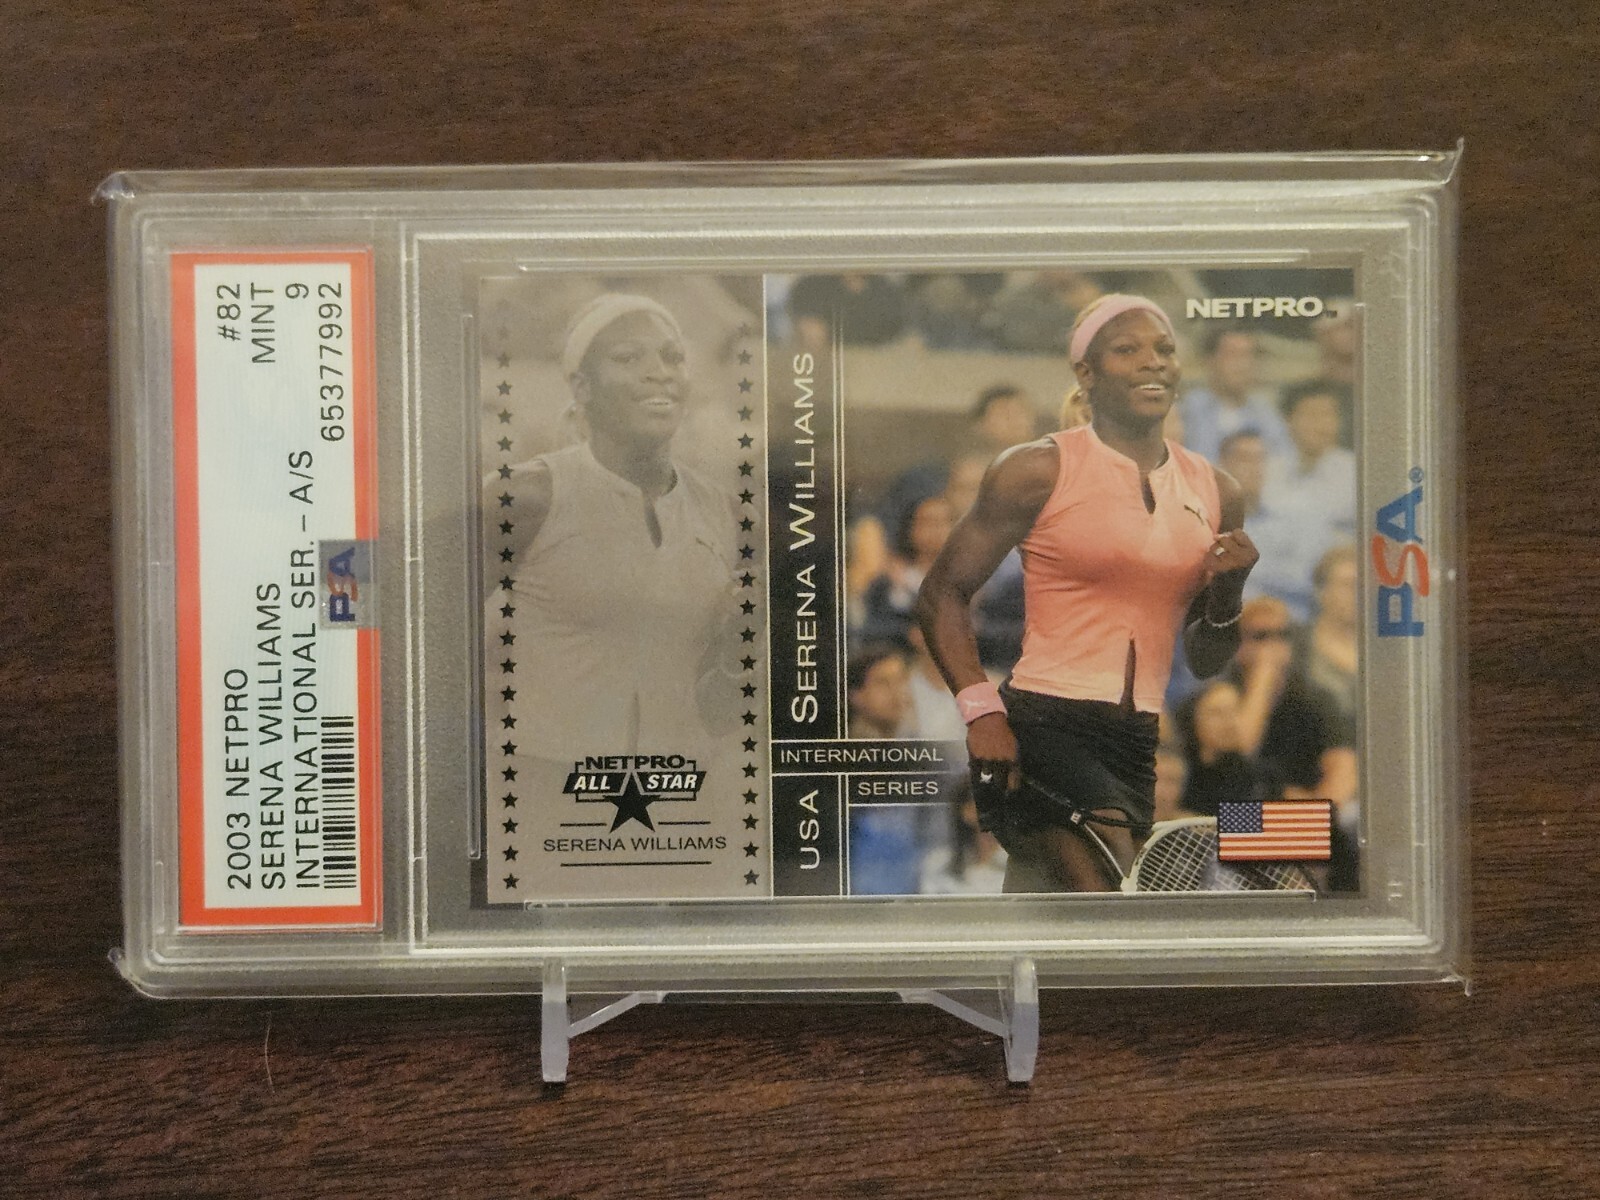 2003 NETPRO #82
SERENA WILLIAMS MINT
INTERNATIONAL SER.-A/S 9
65377992
PSA
NETPRO
ALL STAR
SERENA WILLIAMS
SERENA WILLIAMS
USA
INTERNATIONAL
SERIES
NETPRO
PSA®